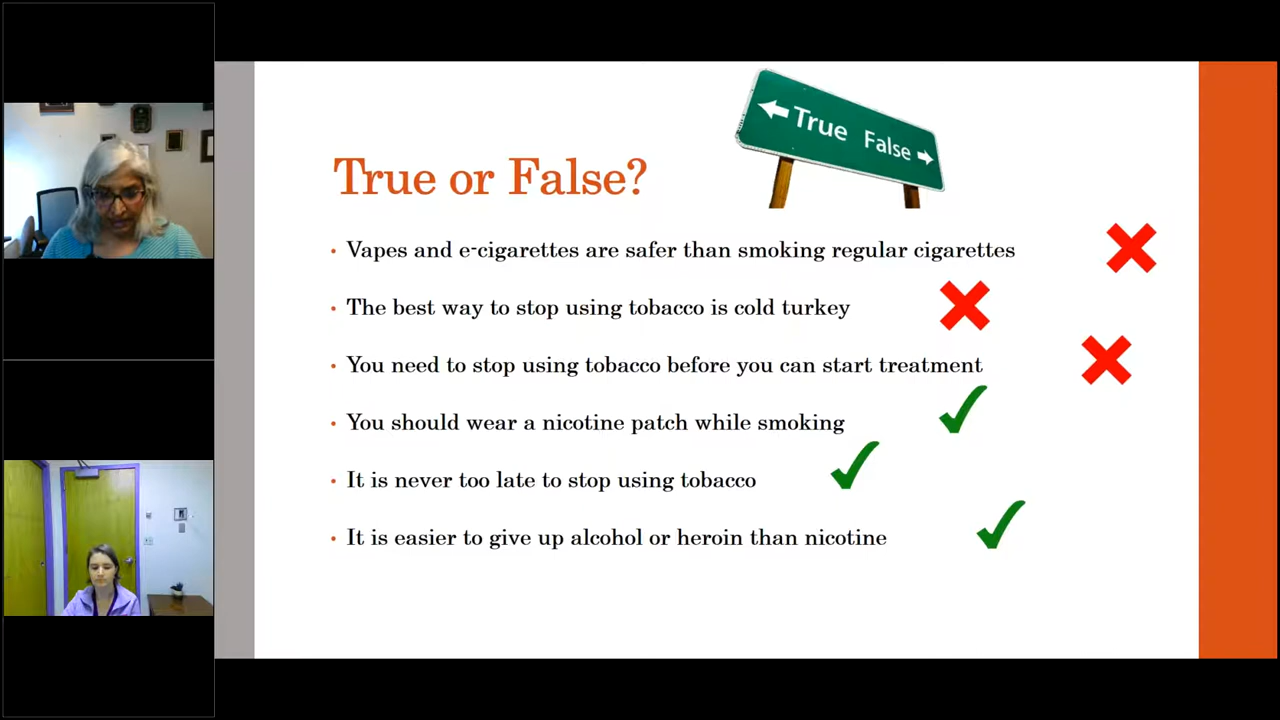 True False
True or False?
• Vapes and e-cigarettes are safer than smoking regular cigarettes
• The best way to stop using tobacco is cold turkey
• You need to stop using tobacco before you can start treatment
• You should wear a nicotine patch while smoking
• It is never too late to stop using tobacco
• It is easier to give up alcohol or heroin than nicotine